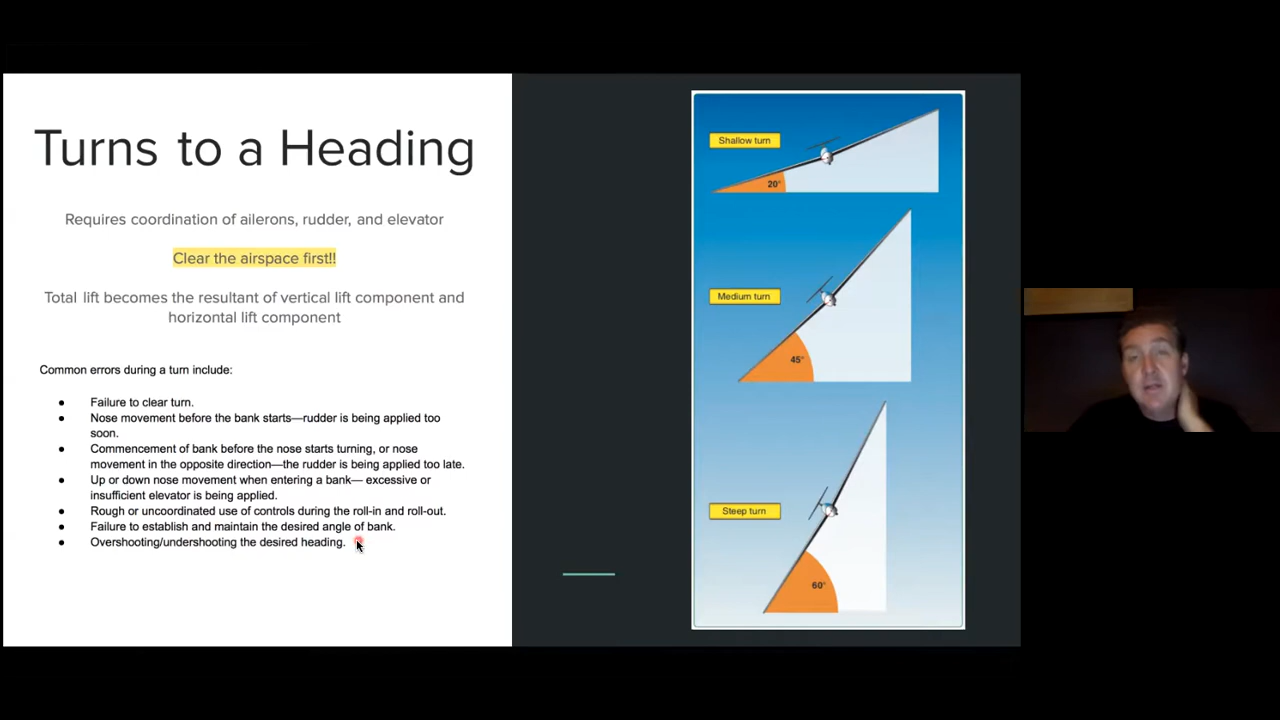 Turns to a Heading
Requires coordination of ailerons, rudder, and elevator
Clear the airspace first!!
Total lift becomes the resultant of vertical lift component and
horizontal lift component
Common errors during a turn include:
● Failure to clear turn.
● Nose movement before the bank starts—rudder is being applied too
soon.
● Commencement of bank before the nose starts turning, or nose
movement in the opposite direction—the rudder is being applied too late.
● Up or down nose movement when entering a bank— excessive or
insufficient elevator is being applied.
● Rough or uncoordinated use of controls during the roll-in and roll-out.
● Failure to establish and maintain the desired angle of bank.
● Overshooting/undershooting the desired heading.
Shallow turn
20°
Medium turn
45°
Steep turn
60°